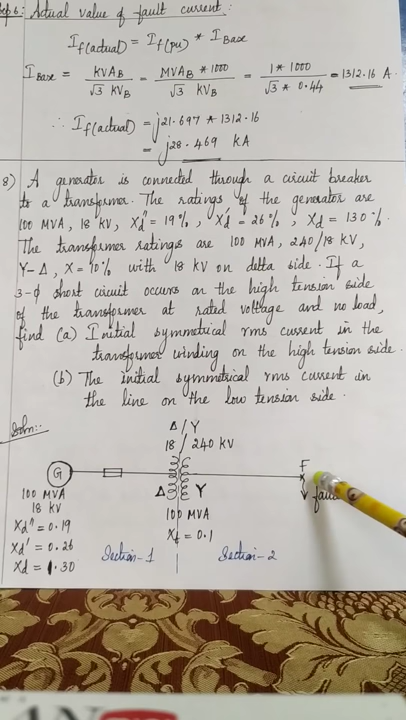 Step 6: Actual value of fault current:
If(actual) = If(pu) * IBase
IBase = kVAB / √3 kVB = MVAB * 1000 / √3 kVB = 1 * 1000 / √3 * 0.44 = 1312.16 A.
∴ If(actual) = j21.697 * 1312.16
= j28.469 kA
8) A generator is connected through a circuit breaker
to a transformer. The ratings of the generator are
100 MVA, 18 kV, Xd'' = 19%, Xd' = 26%, Xd = 130%.
The transformer ratings are 100 MVA, 240/18 kV,
Y-Δ, X = 10% with 18 kV on delta side. If a
3-ϕ short circuit occurs on the high tension side
of the transformer at rated voltage and no load,
find (a) Initial symmetrical rms current in the
transformer winding on the high tension side.
(b) The initial symmetrical rms current in
the line on the low tension side.
Soln:-
Δ/Y
18/240 kV
F
G
Δ Y
fault
100 MVA
18 kV
Xd'' = 0.19
Xd' = 0.26
Xd = 1.30
100 MVA
Xt = 0.1
Section-1
Section-2